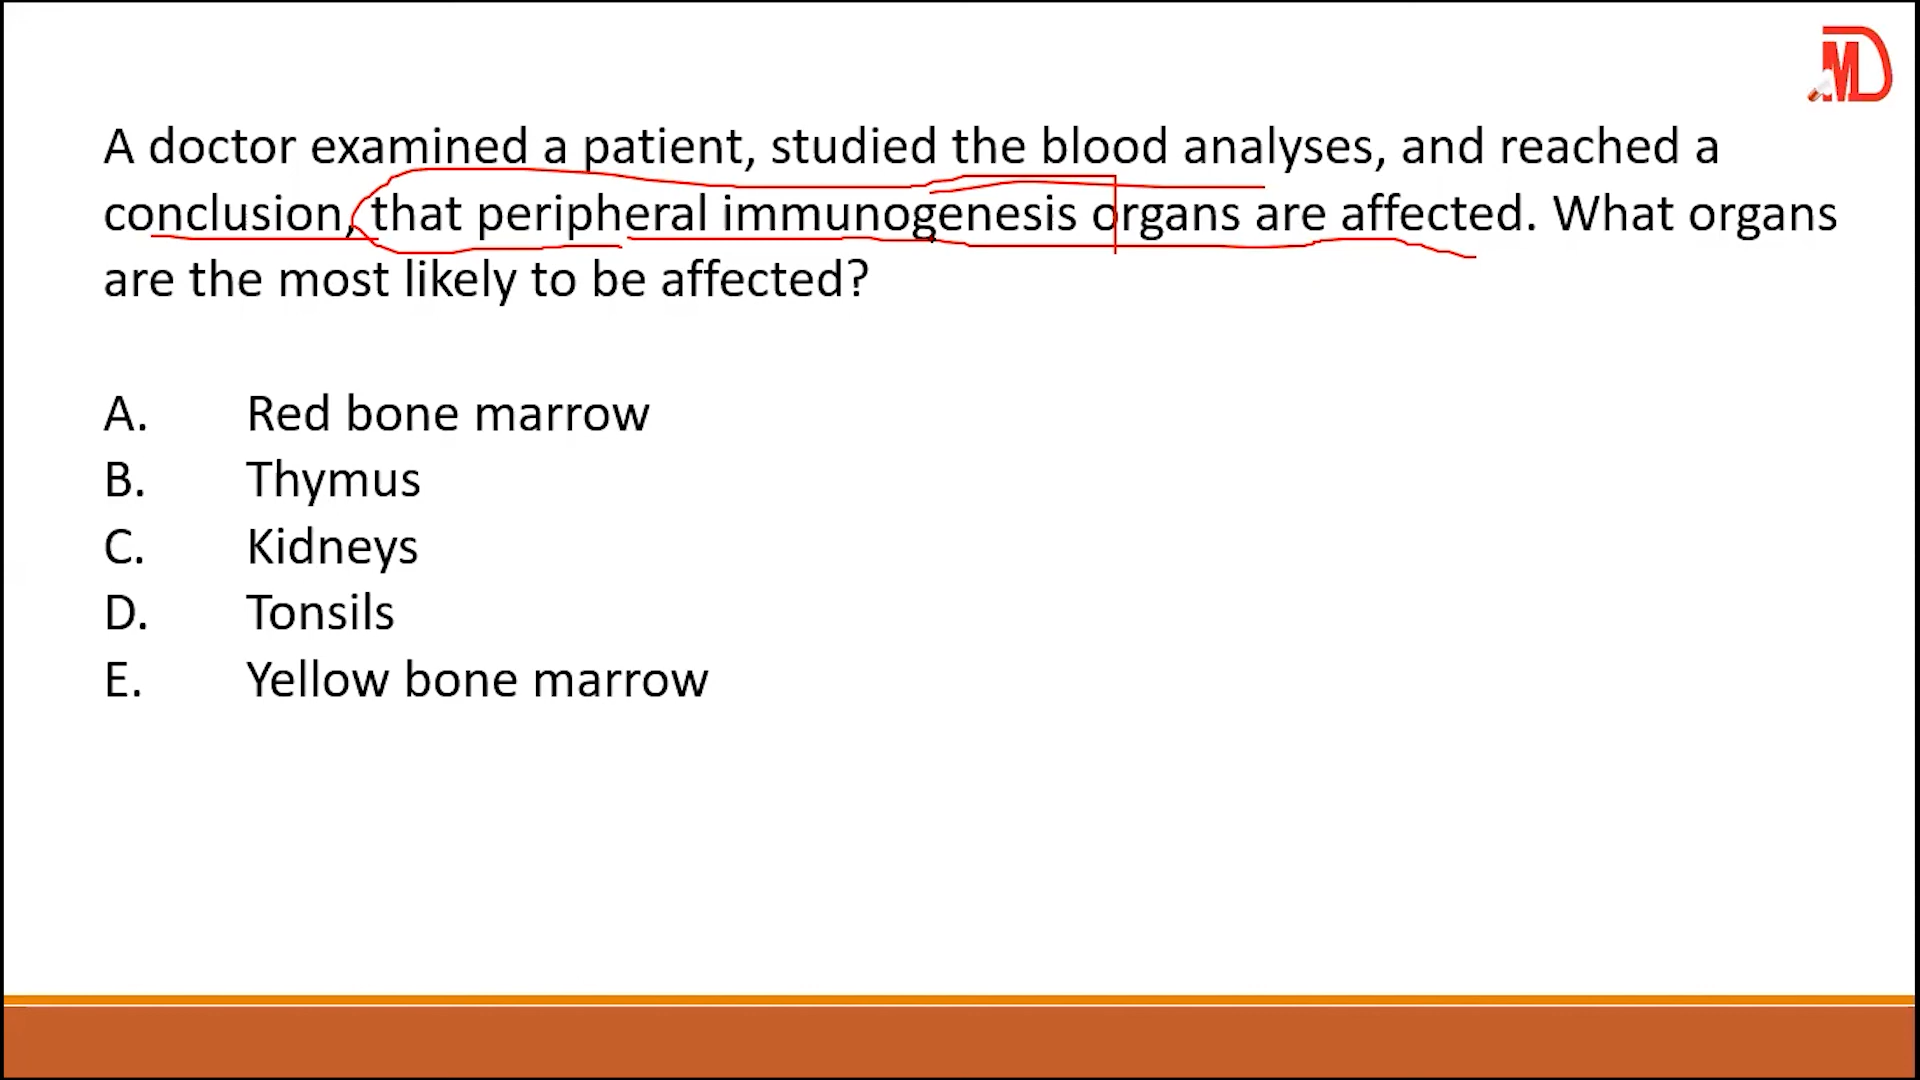 MD
A doctor examined a patient, studied the blood analyses, and reached a
conclusion, that peripheral immunogenesis organs are affected. What organs
are the most likely to be affected?
A. Red bone marrow
B. Thymus
C. Kidneys
D. Tonsils
E. Yellow bone marrow